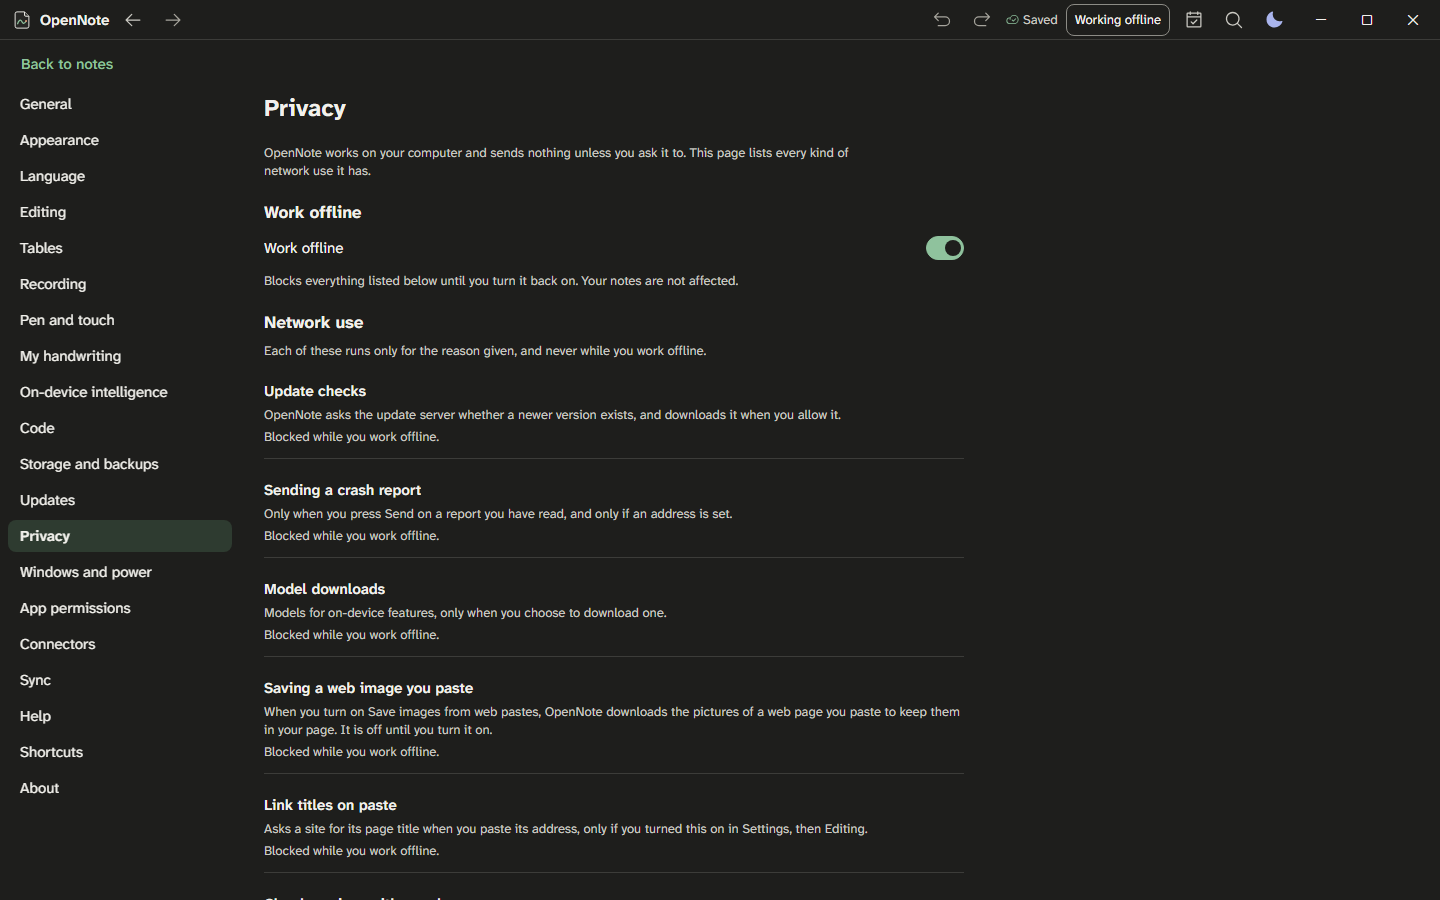 OpenNote
Saved
Working offline
Back to notes
General
Appearance
Language
Editing
Tables
Recording
Pen and touch
My handwriting
On-device intelligence
Code
Storage and backups
Updates
Privacy
Windows and power
App permissions
Connectors
Sync
Help
Shortcuts
About
Privacy
OpenNote works on your computer and sends nothing unless you ask it to. This page lists every kind of
network use it has.
Work offline
Work offline
Blocks everything listed below until you turn it back on. Your notes are not affected.
Network use
Each of these runs only for the reason given, and never while you work offline.
Update checks
OpenNote asks the update server whether a newer version exists, and downloads it when you allow it.
Blocked while you work offline.
Sending a crash report
Only when you press Send on a report you have read, and only if an address is set.
Blocked while you work offline.
Model downloads
Models for on-device features, only when you choose to download one.
Blocked while you work offline.
Saving a web image you paste
When you turn on Save images from web pastes, OpenNote downloads the pictures of a web page you paste to keep them
in your page. It is off until you turn it on.
Blocked while you work offline.
Link titles on paste
Asks a site for its page title when you paste its address, only if you turned this on in Settings, then Editing.
Blocked while you work offline.